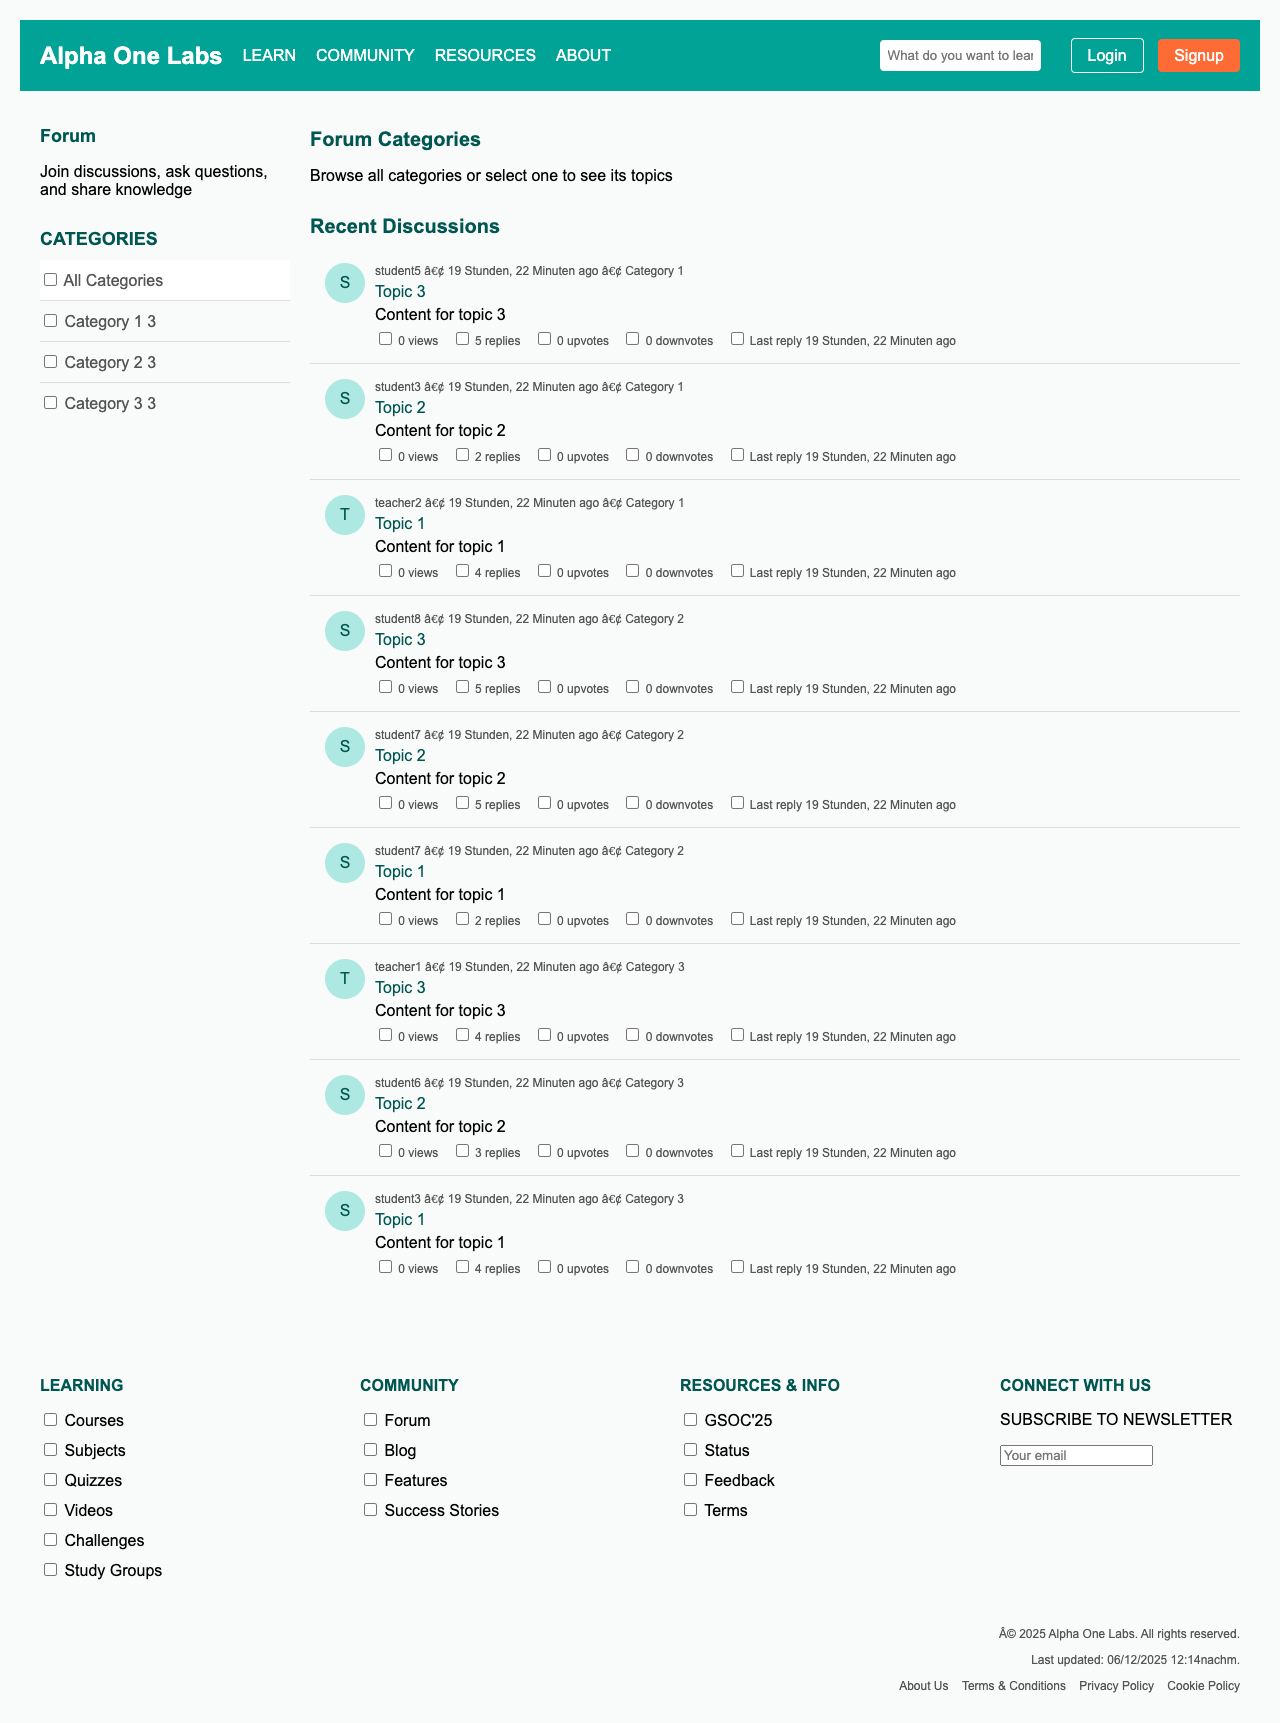 Alpha One Labs LEARN COMMUNITY RESOURCES ABOUT What do you want to lear Login Signup
Forum
Join discussions, ask questions,
and share knowledge
CATEGORIES
All Categories
Category 1 3
Category 2 3
Category 3 3
Forum Categories
Browse all categories or select one to see its topics
Recent Discussions
S
student5 â€¢ 19 Stunden, 22 Minuten ago â€¢ Category 1
Topic 3
Content for topic 3
0 views 5 replies 0 upvotes 0 downvotes Last reply 19 Stunden, 22 Minuten ago
S
student3 â€¢ 19 Stunden, 22 Minuten ago â€¢ Category 1
Topic 2
Content for topic 2
0 views 2 replies 0 upvotes 0 downvotes Last reply 19 Stunden, 22 Minuten ago
T
teacher2 â€¢ 19 Stunden, 22 Minuten ago â€¢ Category 1
Topic 1
Content for topic 1
0 views 4 replies 0 upvotes 0 downvotes Last reply 19 Stunden, 22 Minuten ago
S
student8 â€¢ 19 Stunden, 22 Minuten ago â€¢ Category 2
Topic 3
Content for topic 3
0 views 5 replies 0 upvotes 0 downvotes Last reply 19 Stunden, 22 Minuten ago
S
student7 â€¢ 19 Stunden, 22 Minuten ago â€¢ Category 2
Topic 2
Content for topic 2
0 views 5 replies 0 upvotes 0 downvotes Last reply 19 Stunden, 22 Minuten ago
S
student7 â€¢ 19 Stunden, 22 Minuten ago â€¢ Category 2
Topic 1
Content for topic 1
0 views 2 replies 0 upvotes 0 downvotes Last reply 19 Stunden, 22 Minuten ago
T
teacher1 â€¢ 19 Stunden, 22 Minuten ago â€¢ Category 3
Topic 3
Content for topic 3
0 views 4 replies 0 upvotes 0 downvotes Last reply 19 Stunden, 22 Minuten ago
S
student6 â€¢ 19 Stunden, 22 Minuten ago â€¢ Category 3
Topic 2
Content for topic 2
0 views 3 replies 0 upvotes 0 downvotes Last reply 19 Stunden, 22 Minuten ago
S
student3 â€¢ 19 Stunden, 22 Minuten ago â€¢ Category 3
Topic 1
Content for topic 1
0 views 4 replies 0 upvotes 0 downvotes Last reply 19 Stunden, 22 Minuten ago
LEARNING
Courses
Subjects
Quizzes
Videos
Challenges
Study Groups
COMMUNITY
Forum
Blog
Features
Success Stories
RESOURCES & INFO
GSOC'25
Status
Feedback
Terms
CONNECT WITH US
SUBSCRIBE TO NEWSLETTER
Your email
Â© 2025 Alpha One Labs. All rights reserved.
Last updated: 06/12/2025 12:14nachm.
About Us Terms & Conditions Privacy Policy Cookie Policy